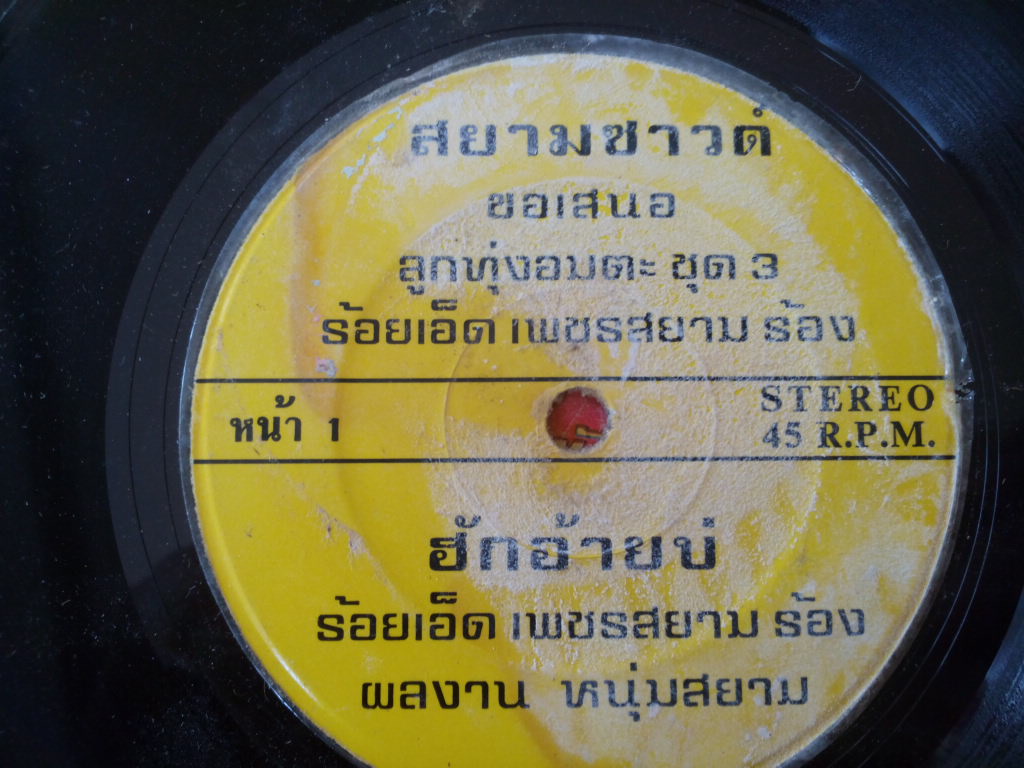 สยามซาวด์
ขอเสนอ
ลูกทุ่งอมตะ ชุด 3
ร้อยเอ็ด เพชรสยาม ร้อง
หน้า 1
STEREO
45 R.P.M.
ฮักอ้ายบ่
ร้อยเอ็ด เพชรสยาม ร้อง
ผลงาน หนุ่มสยาม